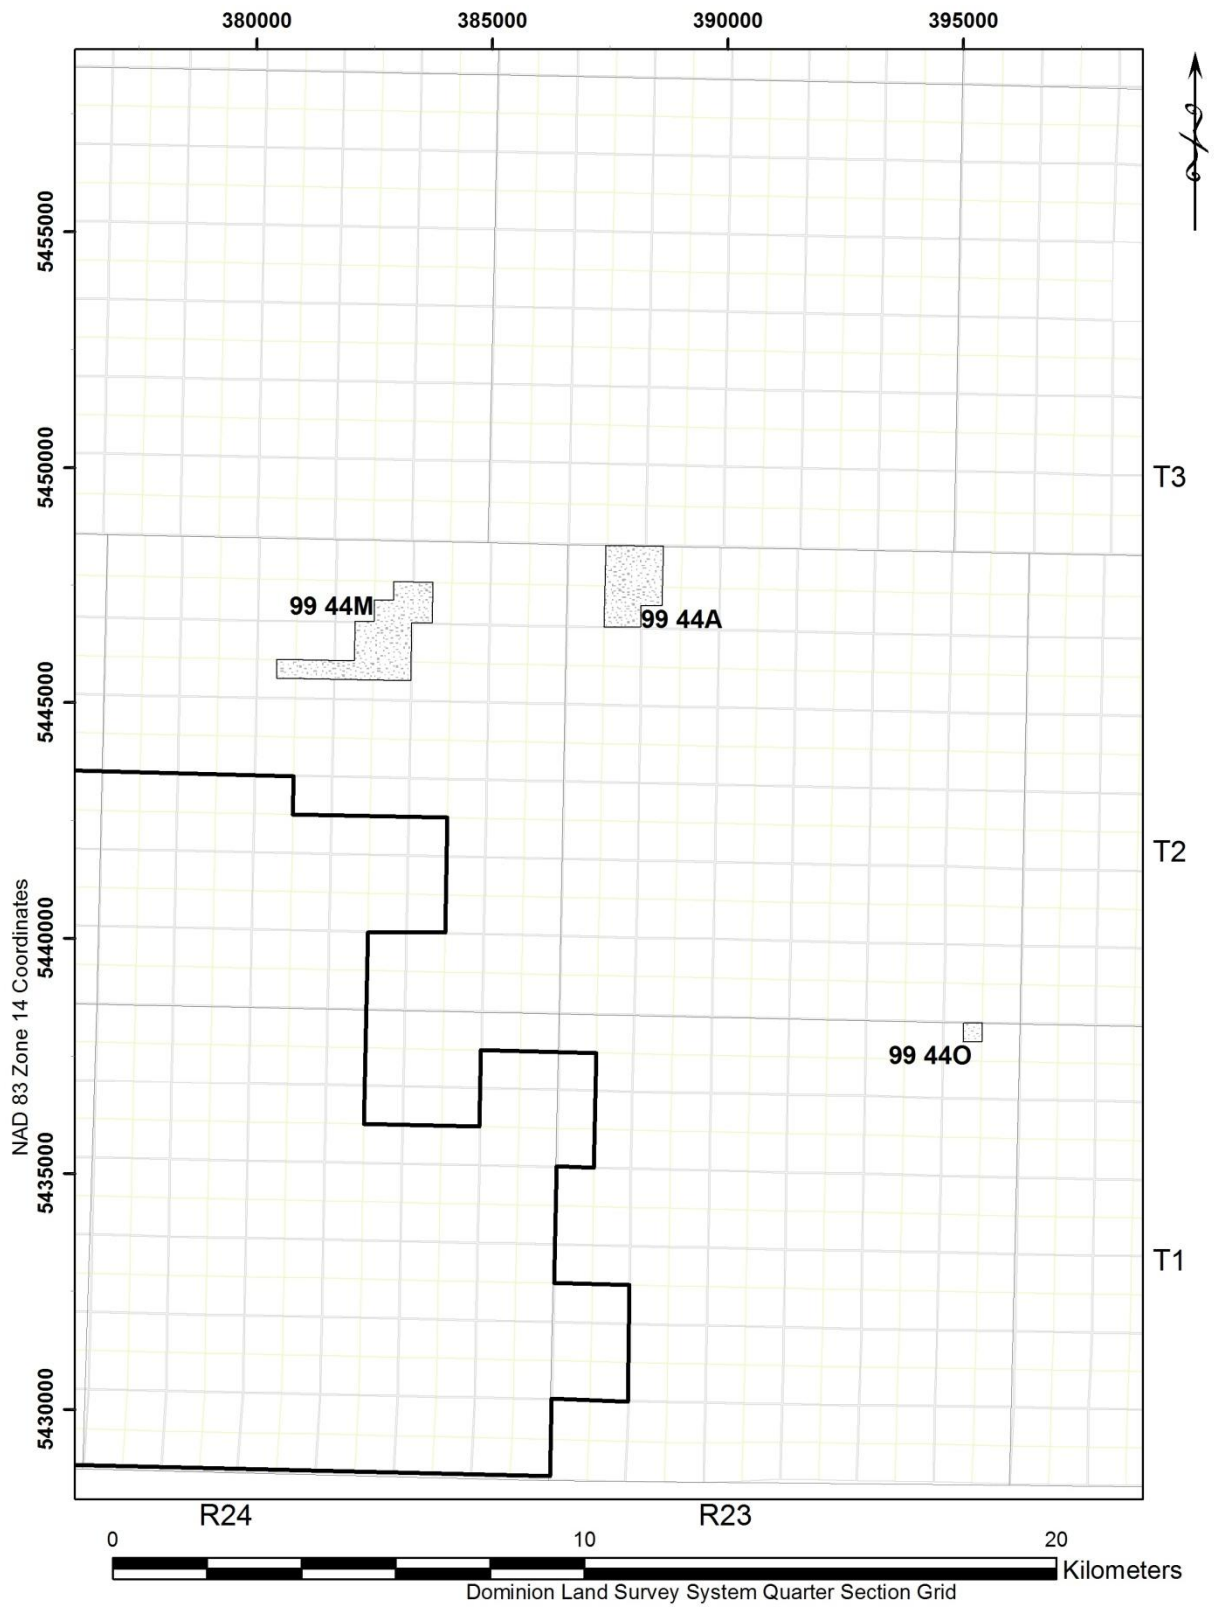 380000 385000 390000 395000
5455000
5450000
T3
99 44M
99 44A
5445000
T2
NAD 83 Zone 14 Coordinates
5440000
99 44O
5435000
T1
5430000
R24 R23
0 10 20
Kilometers
Dominion Land Survey System Quarter Section Grid